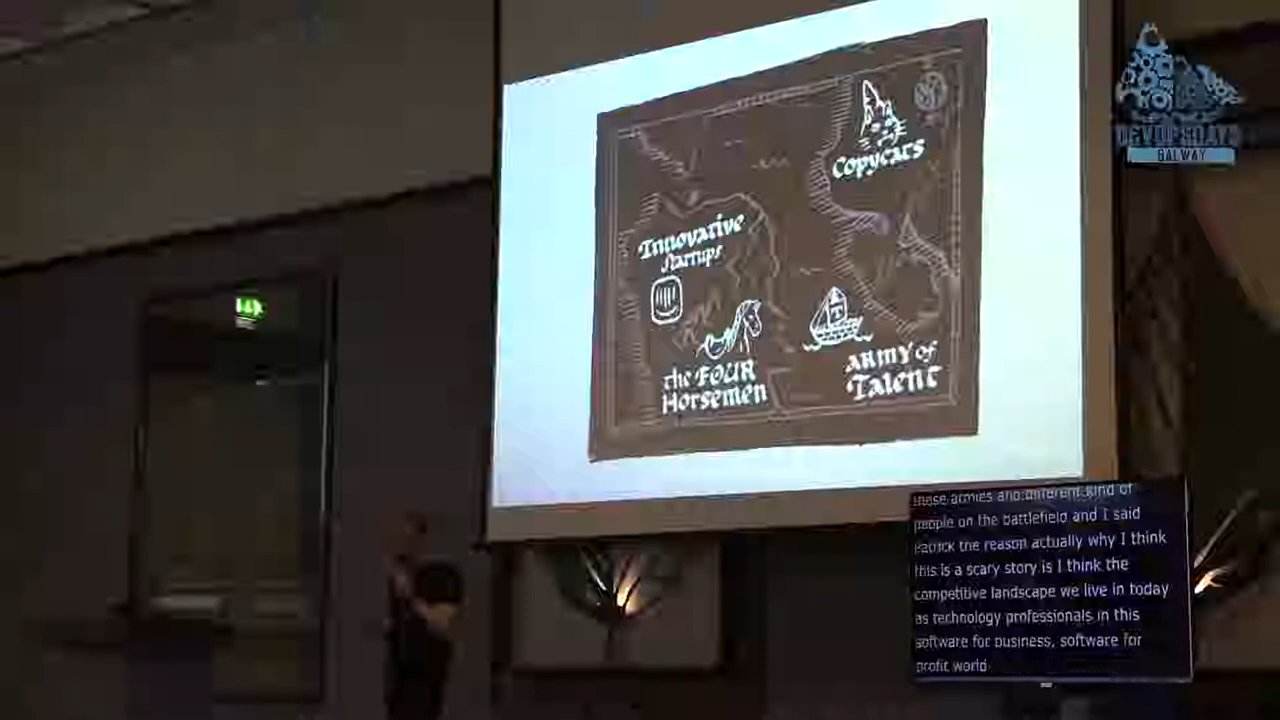 Copycats
Innovative
Startups
the FOUR
Horsemen
T
ARMY of
Talent
DEVOPSDAYS
GALWAY
these armies and different kind of
people on the battlefield and I said
Patrick the reason actually why I think
this is a scary story is I think the
competitive landscape we live in today
as technology professionals in this
software for business, software for
profit world